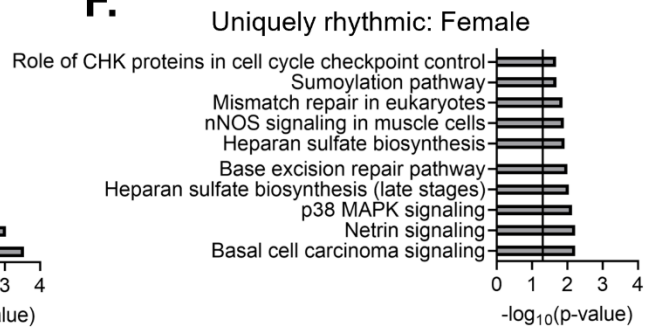 F.
Uniquely rhythmic: Female
Role of CHK proteins in cell cycle checkpoint control
Sumoylation pathway
Mismatch repair in eukaryotes
nNOS signaling in muscle cells
Heparan sulfate biosynthesis
Base excision repair pathway
Heparan sulfate biosynthesis (late stages)
p38 MAPK signaling
Netrin signaling
Basal cell carcinoma signaling
3 4
lue)
0 1 2 3 4
-log10(p-value)